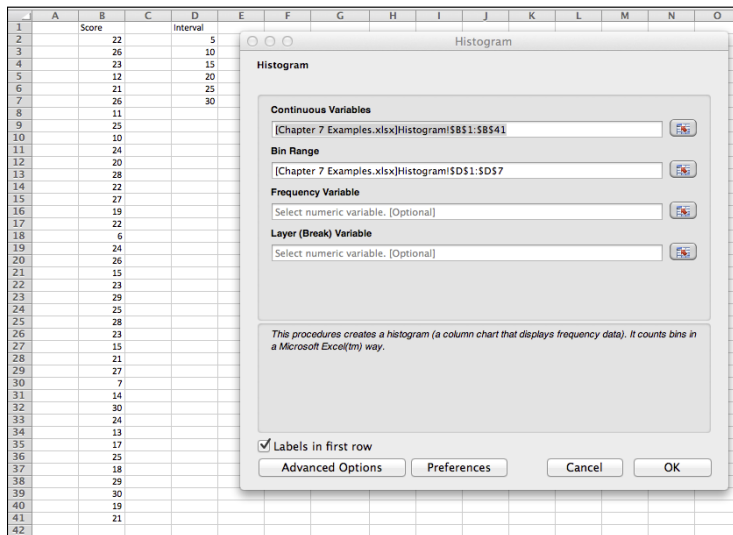 A B C D E F G H I J K L M N O
1 Score Interval
2 22 5
3 26 10
4 23 15
5 12 20
6 21 25
7 26 30
8 11
9 25
10 10
11 24
12 20
13 28
14 22
15 27
16 19
17 22
18 6
19 24
20 26
21 15
22 23
23 29
24 25
25 28
26 23
27 15
28 21
29 27
30 7
31 14
32 30
33 24
34 13
35 17
36 25
37 18
38 29
39 30
40 19
41 21
42
Histogram
Histogram
Continuous Variables
[Chapter 7 Examples.xlsx]Histogram!$B$1:$B$41
Bin Range
[Chapter 7 Examples.xlsx]Histogram!$D$1:$D$7
Frequency Variable
Select numeric variable. [Optional]
Layer (Break) Variable
Select numeric variable. [Optional]
This procedures creates a histogram (a column chart that displays frequency data). It counts bins in
a Microsoft Excel(tm) way.
Labels in first row
Advanced Options Preferences Cancel OK